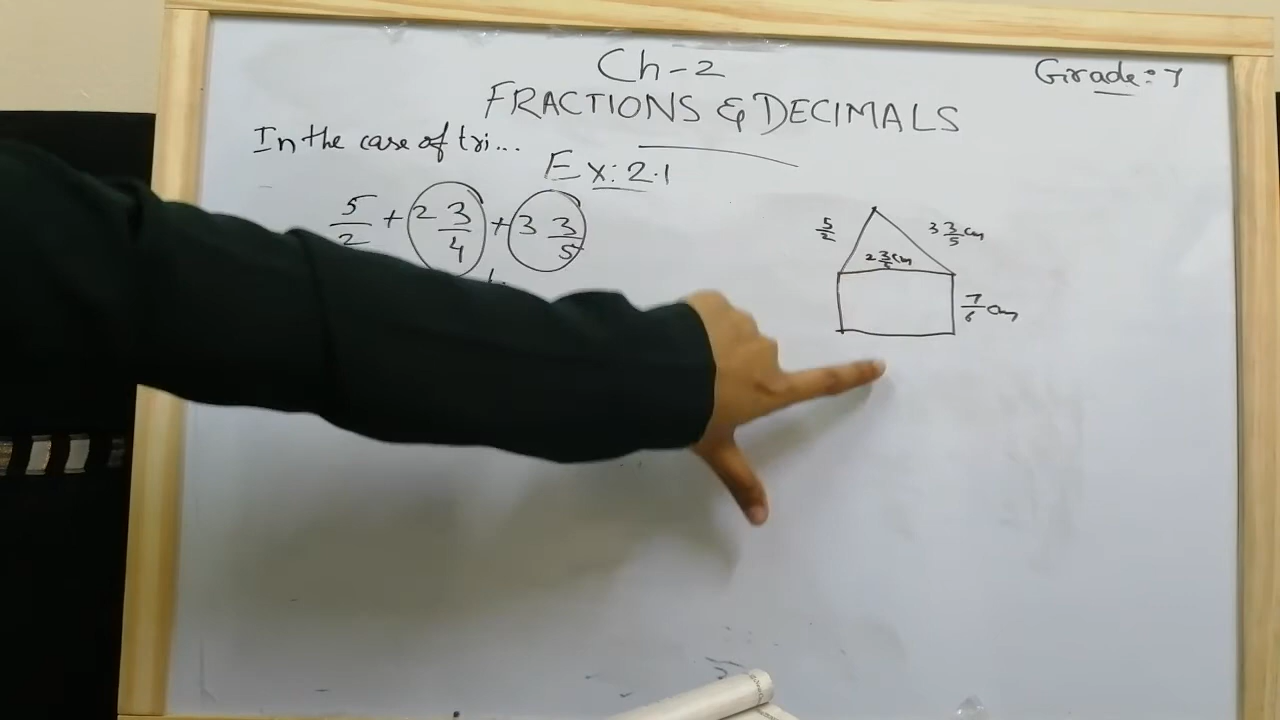 Ch-2
Grade: 7
FRACTIONS & DECIMALS
In the case of tri...
Ex: 2.1
5/2 + 2 3/4 + 3 3/5
5/2
3 3/5 cm
2 3/4 cm
7/6 cm